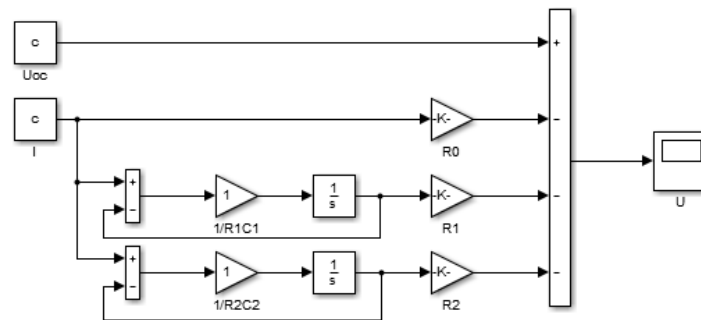 c
Uoc
+
c
I
-K-
−
R0
+
−
1
1/R1C1
1
s
-K-
−
R1
U
+
−
1
1/R2C2
1
s
-K-
−
R2